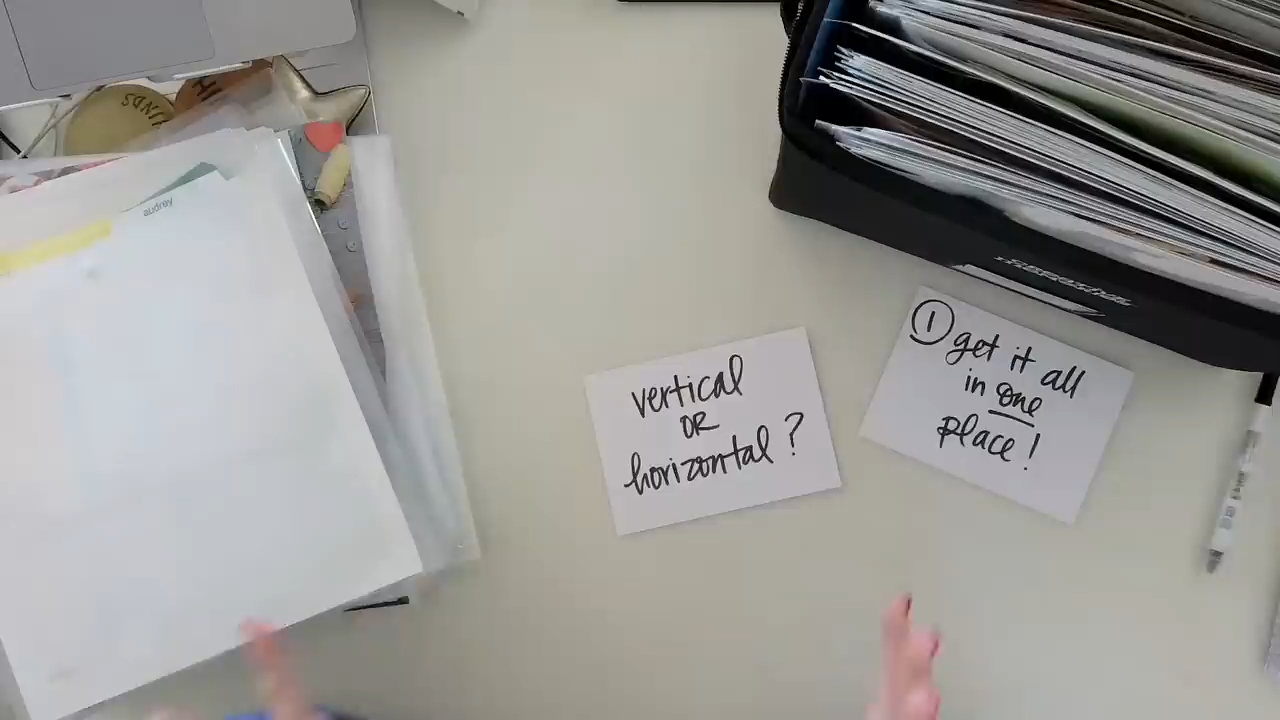 audrey
vertical
OR
horizontal ?
① get it all
in one
place!